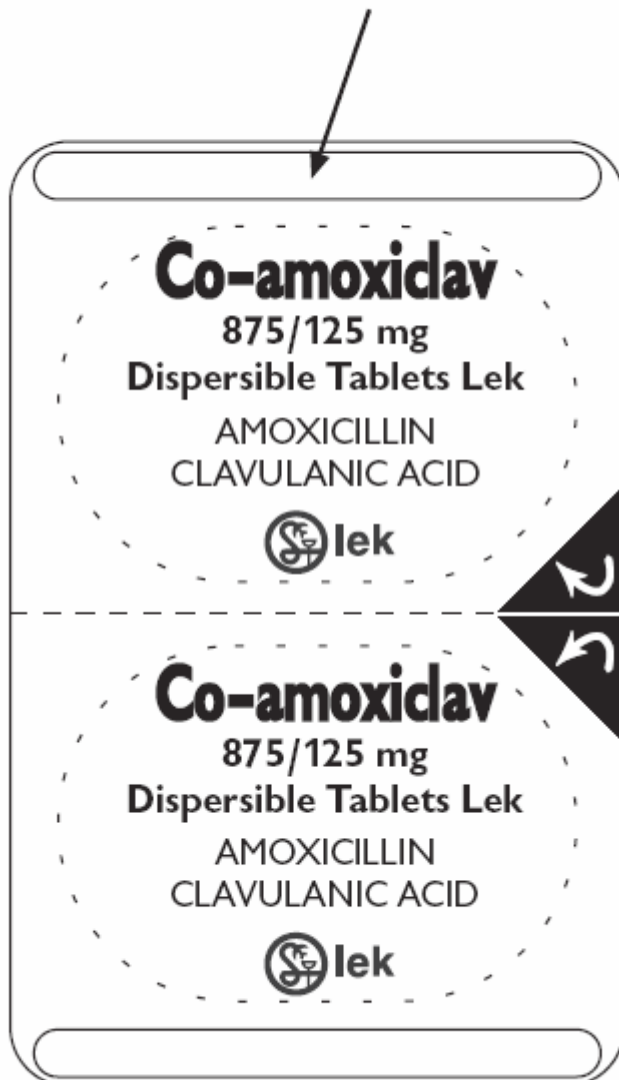 Co-amoxiclav
875/125 mg
Dispersible Tablets Lek
AMOXICILLIN
CLAVULANIC ACID
lek
Co-amoxiclav
875/125 mg
Dispersible Tablets Lek
AMOXICILLIN
CLAVULANIC ACID
lek